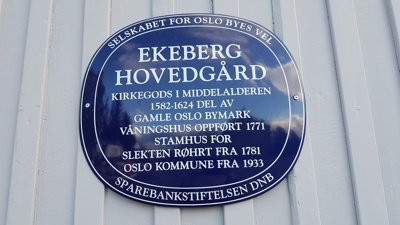 SELSKABET FOR OSLO BYES VEL
EKEBERG
HOVEDGÅRD
KIRKEGODS I MIDDELALDEREN
1582-1624 DEL AV
GAMLE OSLO BYMARK
VÅNINGSHUS OPPFØRT 1771
STAMHUS FOR
SLEKTEN RØHRT FRA 1781
OSLO KOMMUNE FRA 1933
SPAREBANKSTIFTELSEN DNB